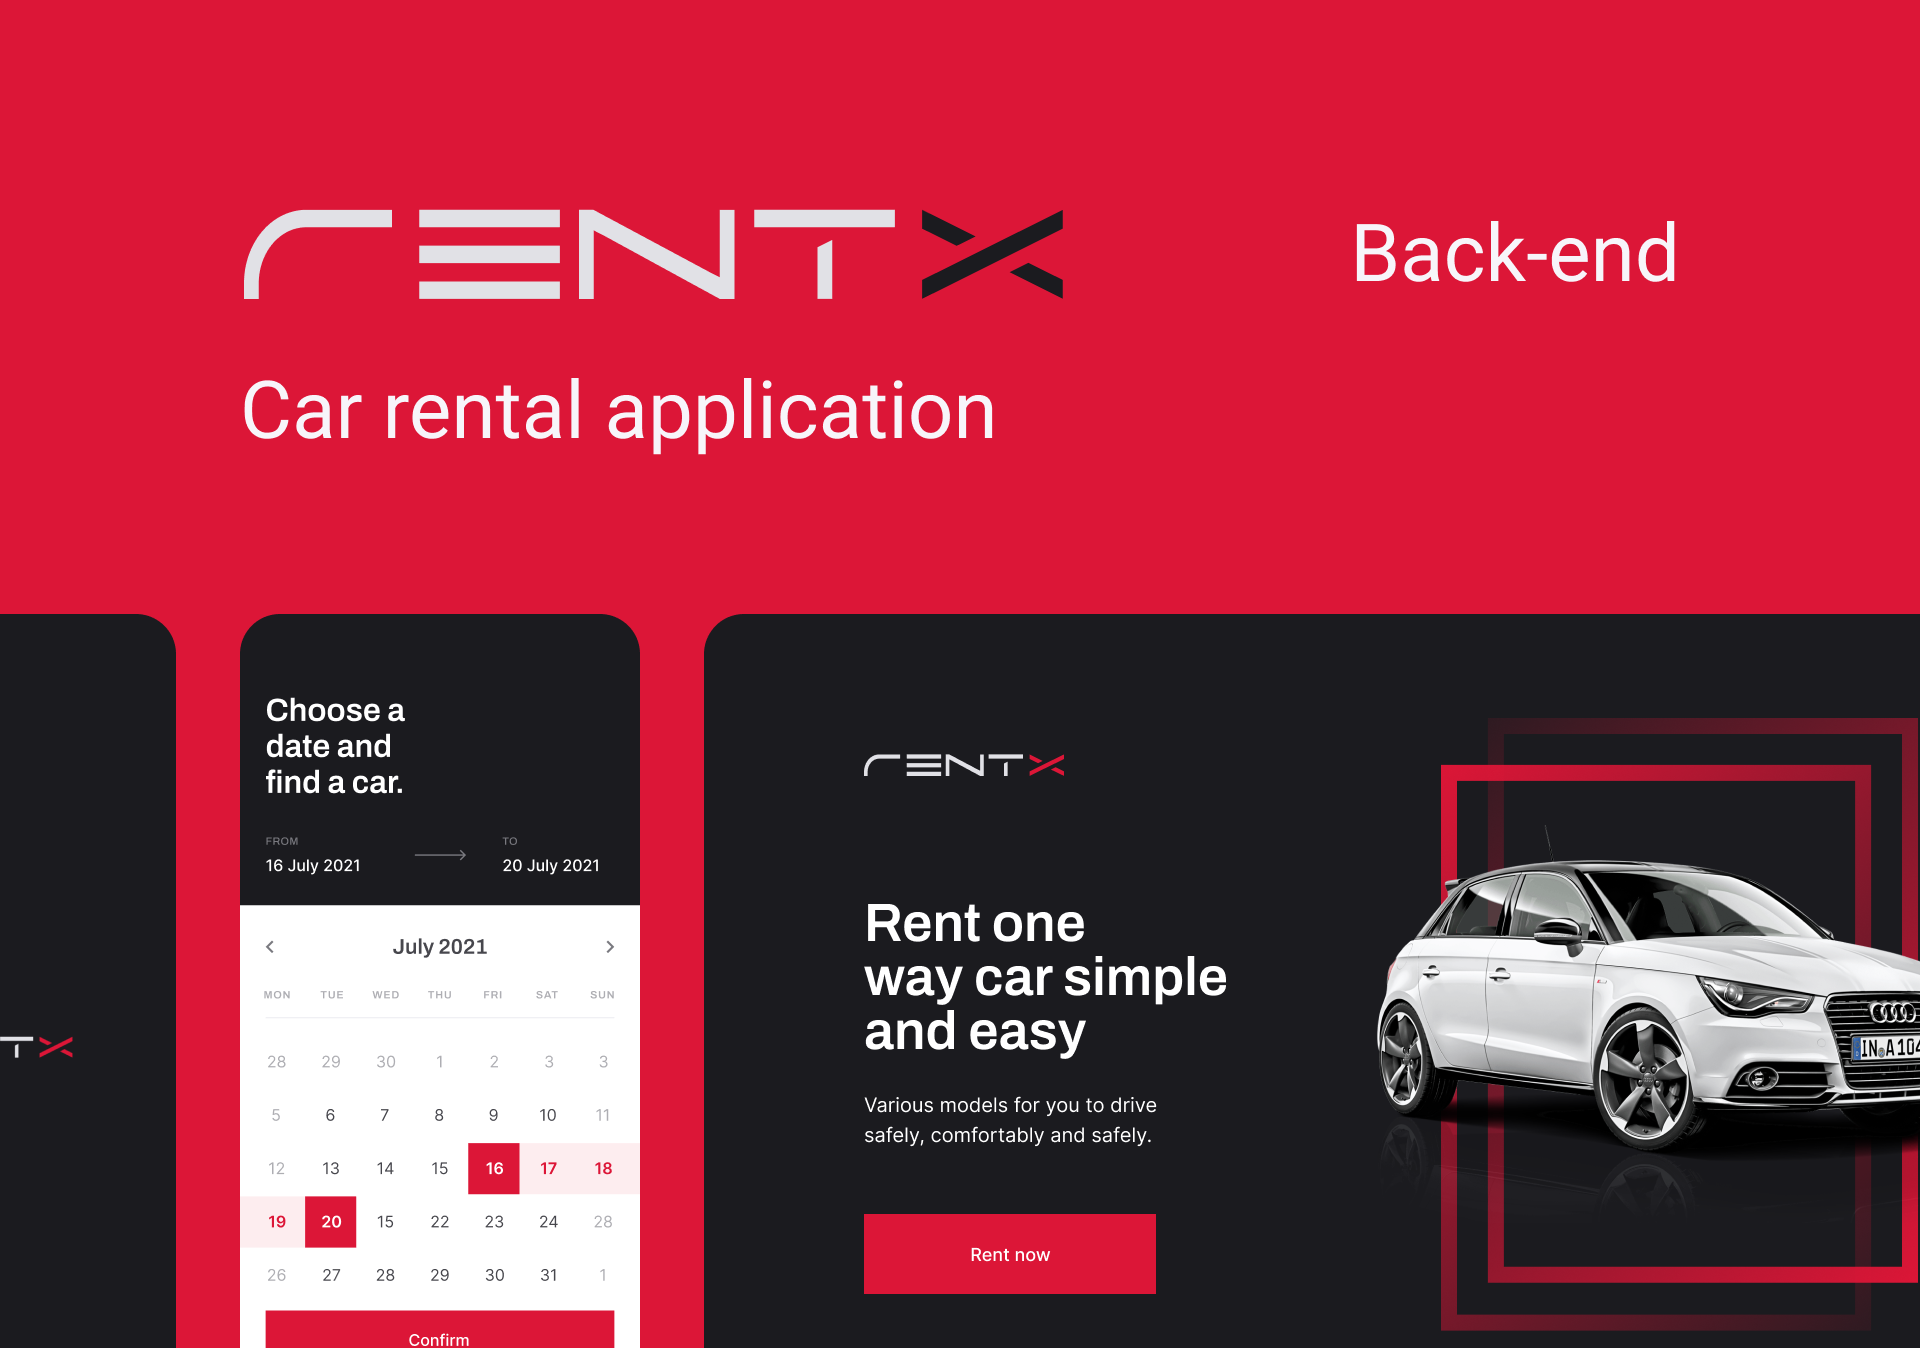 RENTX
Back-end
Car rental application
TX
Choose a
date and
find a car.
FROM
TO
16 July 2021
20 July 2021
July 2021
MON TUE WED THU FRI SAT SUN
28 29 30 1 2 3 3
5 6 7 8 9 10 11
12 13 14 15 16 17 18
19 20 15 22 23 24 28
26 27 28 29 30 31 1
Confirm
RENTX
Rent one
way car simple
and easy
Various models for you to drive
safely, comfortably and safely.
Rent now
IN A 104